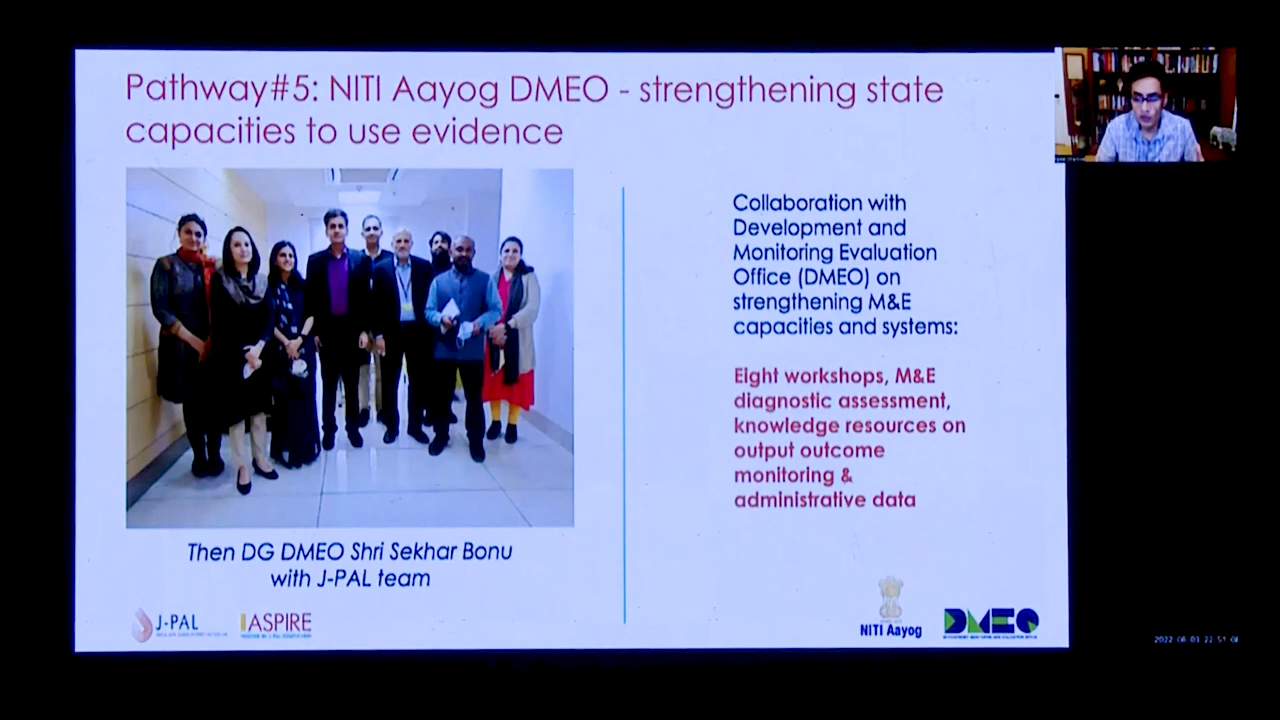 Pathway#5: NITI Aayog DMEO - strengthening state
capacities to use evidence
Collaboration with
Development and
Monitoring Evaluation
Office (DMEO) on
strengthening M&E
capacities and systems:
Eight workshops, M&E
diagnostic assessment,
knowledge resources on
output outcome
monitoring &
administrative data
Then DG DMEO Shri Sekhar Bonu
with J-PAL team
J-PAL
ASPIRE
NITI Aayog
DMEO